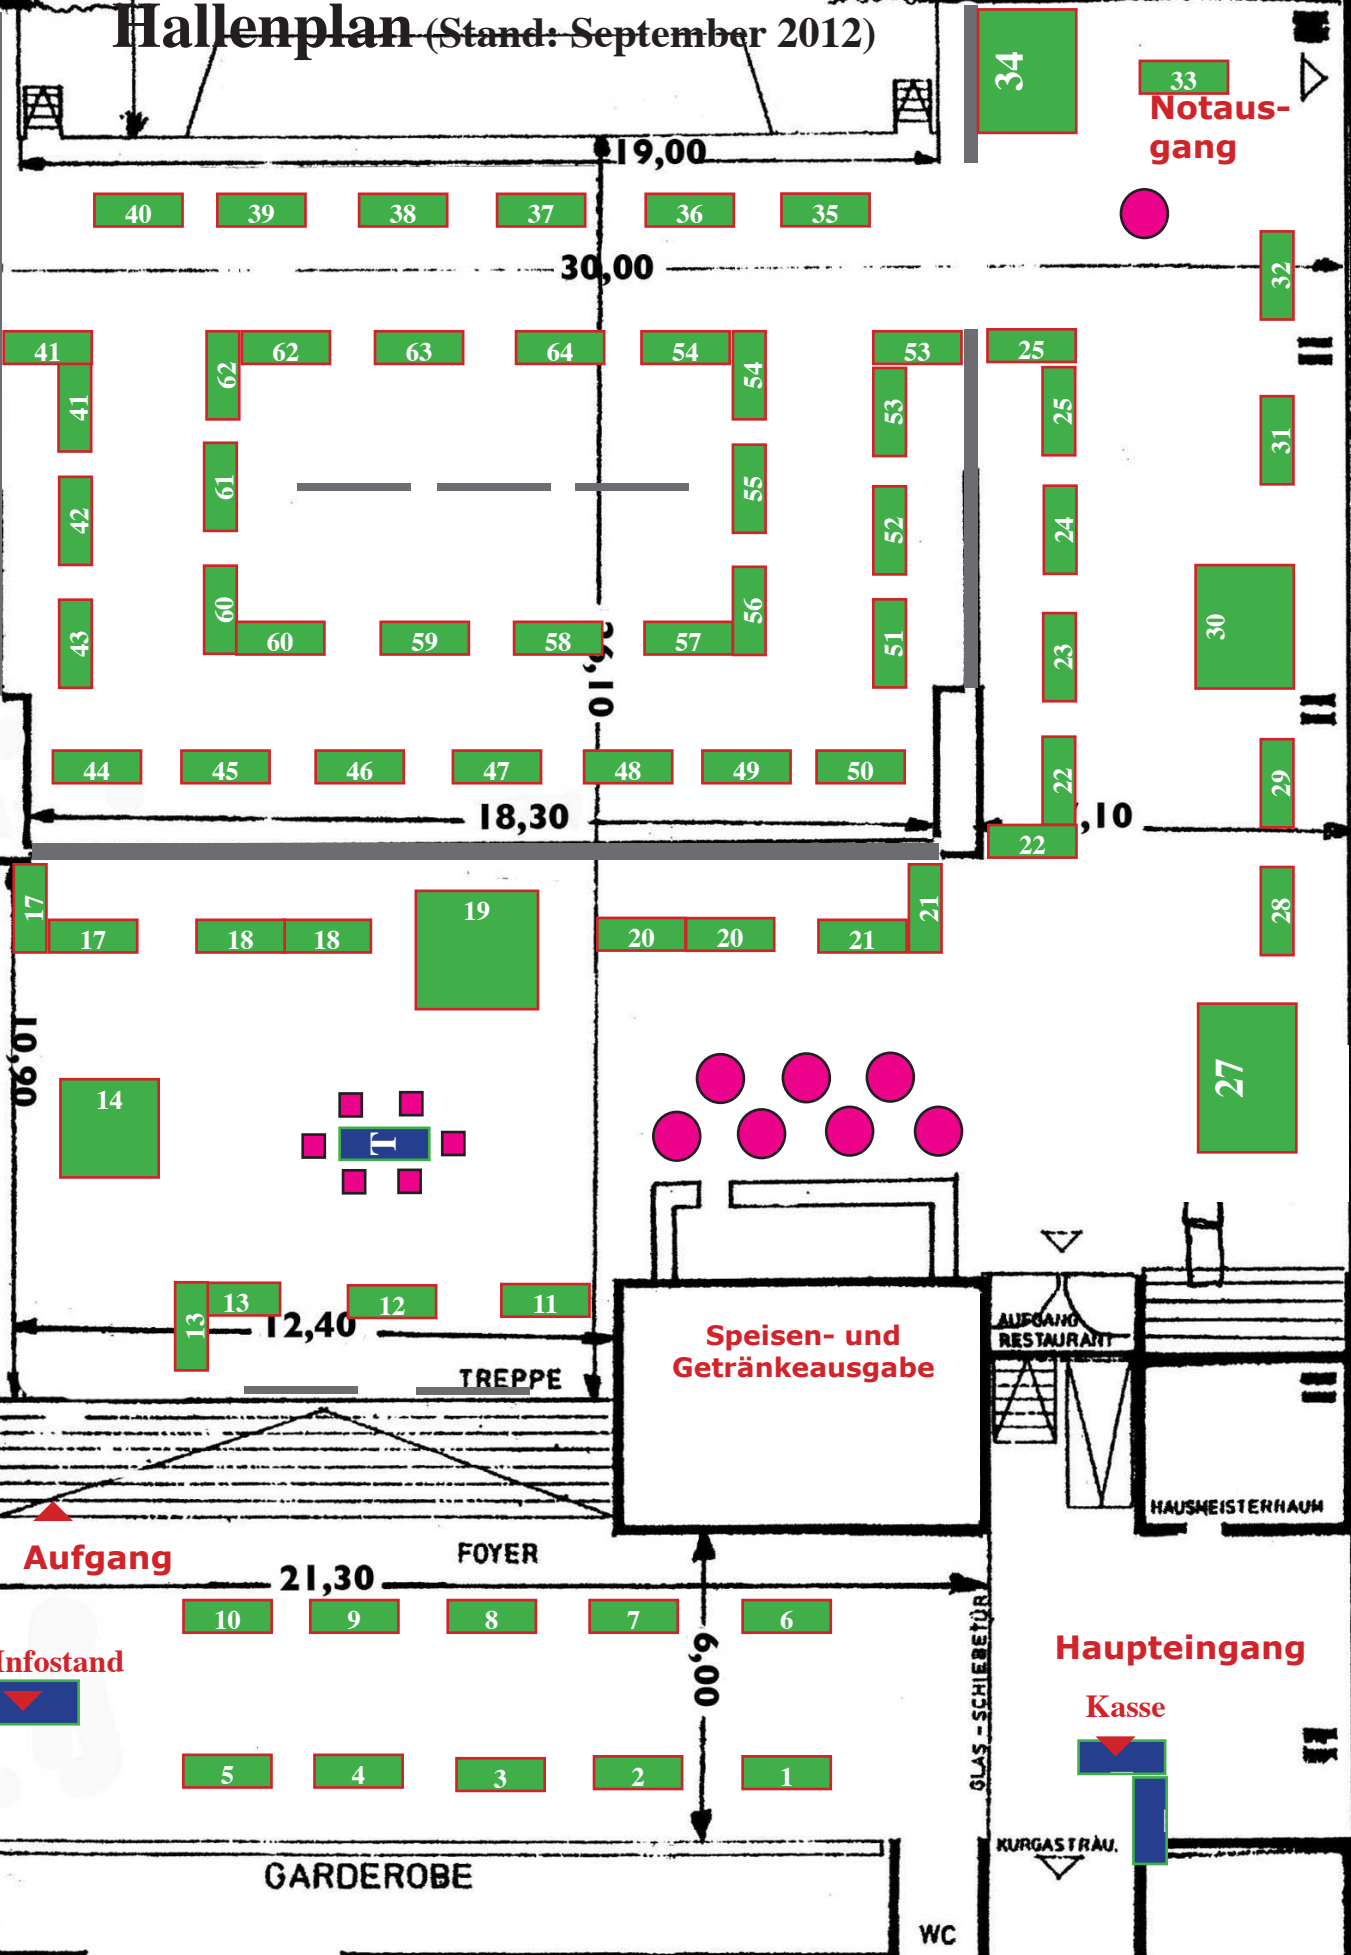 Hallenplan (Stand: September 2012)
34
33
Notaus-
gang
19,00
40 39 38 37 36 35
30,00
32
41 62 62 63 64 54 54 53 25
41 53 25 31
42 61 55 52 24
43 60 60 59 58 57 56 51 23 30
26,10
44 45 46 47 48 49 50 22 29
18,30
,10
22
17 17 18 18 19 20 20 21 21 28
10,90
14
T
27
13 13 12 11
12,40
TREPPE
Speisen- und
Getränkeausgabe
AUFGANG
RESTAURANT
HAUSMEISTERRAUM
Aufgang
FOYER
21,30
10 9 8 7 6
6,00
GLAS-SCHIEBETÜR
Haupteingang
Infostand
Kasse
5 4 3 2 1
KURGASTRÄU.
GARDEROBE
WC